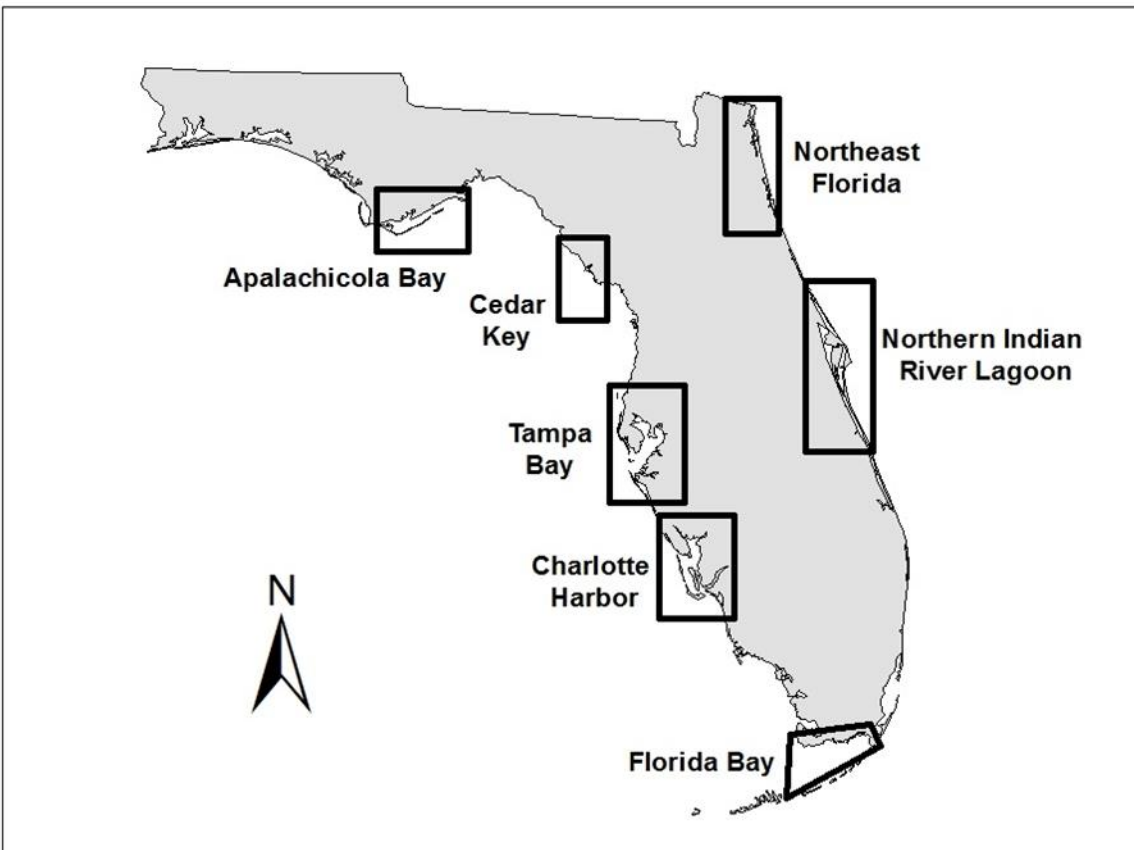 Northeast
Florida
Apalachicola Bay
Cedar
Key
Northern Indian
River Lagoon
Tampa
Bay
Charlotte
Harbor
N
Florida Bay